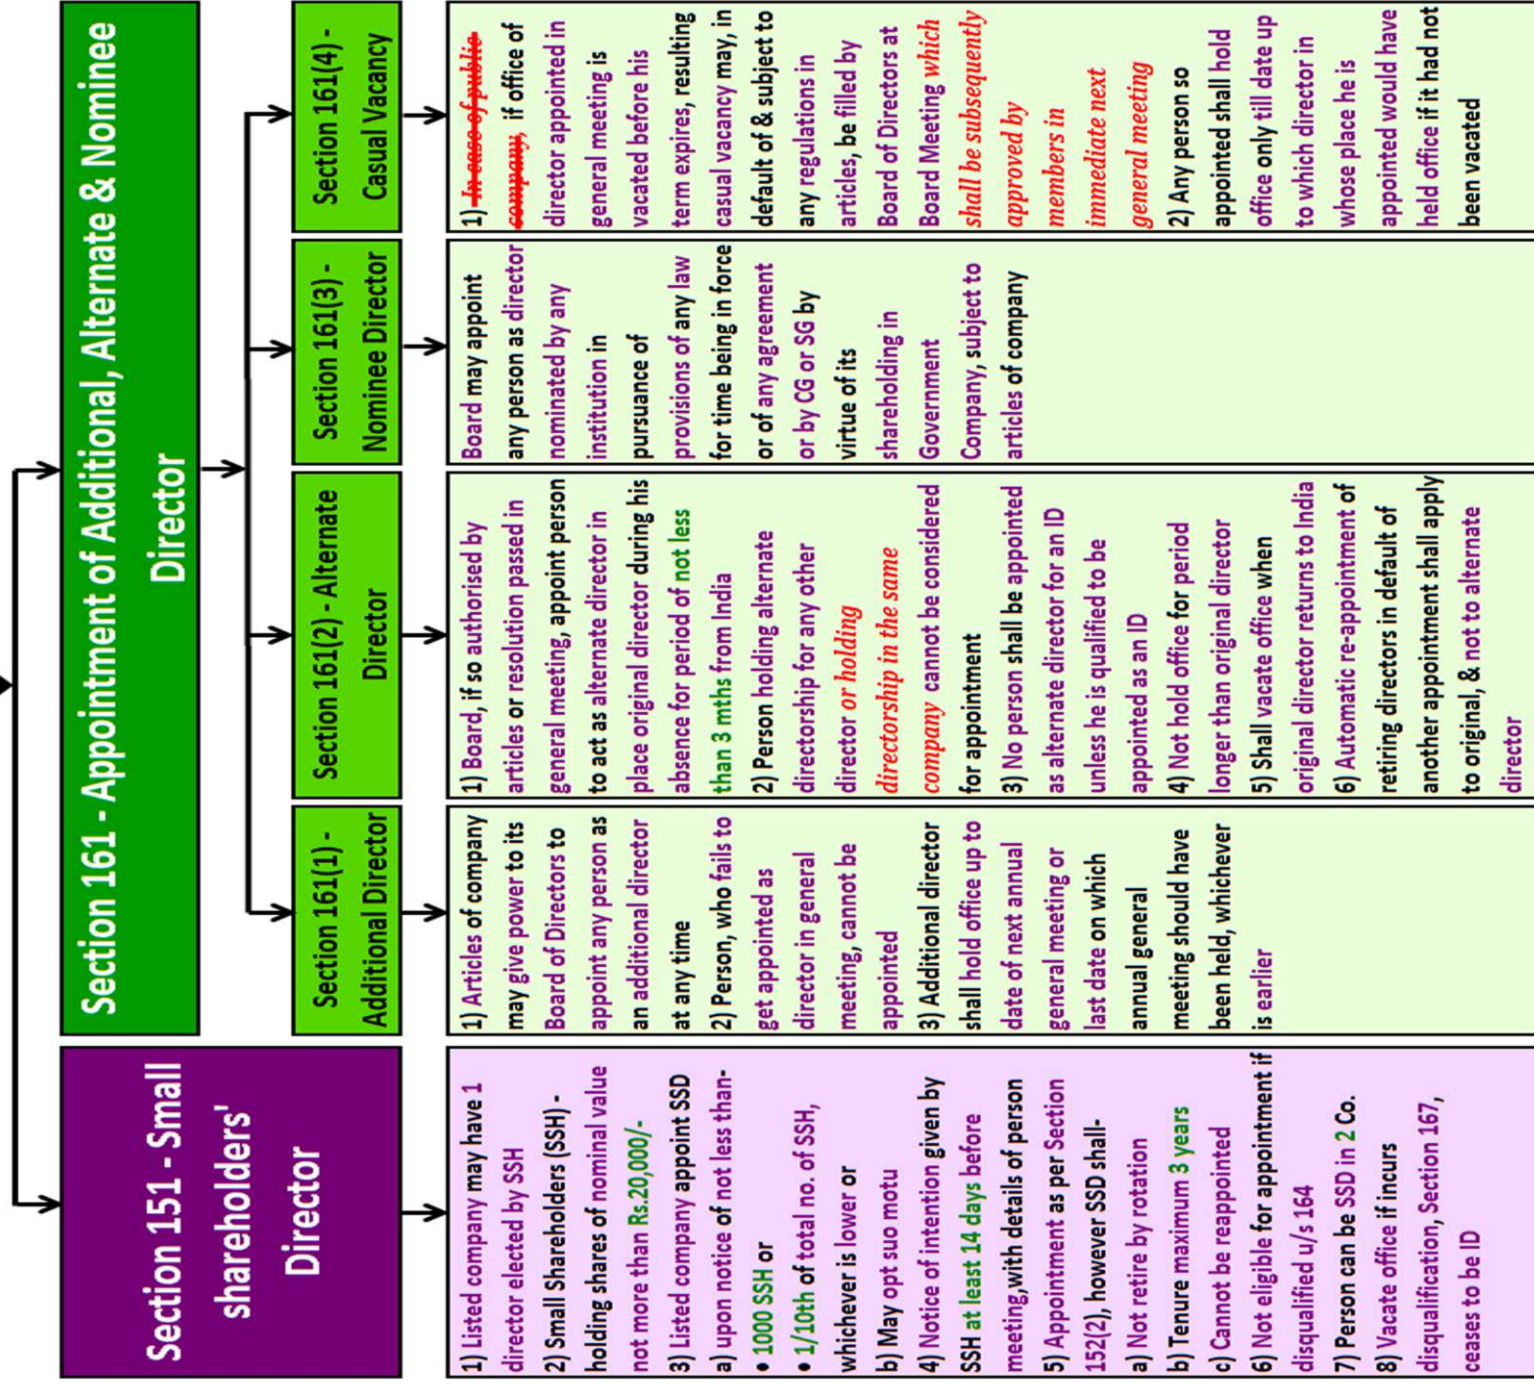 Section 151 - Small
shareholders'
Director
1) Listed company may have 1
director elected by SSH
2) Small Shareholders (SSH) -
holding shares of nominal value
not more than Rs.20,000/-
3) Listed company appoint SSD
a) upon notice of not less than-
• 1000 SSH or
• 1/10th of total no. of SSH,
whichever is lower or
b) May opt suo motu
4) Notice of intention given by
SSH at least 14 days before
meeting,with details of person
5) Appointment as per Section
152(2), however SSD shall-
a) Not retire by rotation
b) Tenure maximum 3 years
c) Cannot be reappointed
6) Not eligible for appointment if
disqualified u/s 164
7) Person can be SSD in 2 Co.
8) Vacate office if incurs
disqualification, Section 167,
ceases to be ID
Section 161 - Appointment of Additional, Alternate & Nominee
Director
Section 161(1) -
Additional Director
1) Articles of company
may give power to its
Board of Directors to
appoint any person as
an additional director
at any time
2) Person, who fails to
get appointed as
director in general
meeting, cannot be
appointed
3) Additional director
shall hold office up to
date of next annual
general meeting or
last date on which
annual general
meeting should have
been held, whichever
is earlier
Section 161(2) - Alternate
Director
1) Board, if so authorised by
articles or resolution passed in
general meeting, appoint person
to act as alternate director in
place original director during his
absence for period of not less
than 3 mths from India
2) Person holding alternate
directorship for any other
director or holding
directorship in the same
company cannot be considered
for appointment
3) No person shall be appointed
as alternate director for an ID
unless he is qualified to be
appointed as an ID
4) Not hold office for period
longer than original director
5) Shall vacate office when
original director returns to India
6) Automatic re-appointment of
retiring directors in default of
another appointment shall apply
to original, & not to alternate
director
Section 161(3) -
Nominee Director
Board may appoint
any person as director
nominated by any
institution in
pursuance of
provisions of any law
for time being in force
or of any agreement
or by CG or SG by
virtue of its
shareholding in
Government
Company, subject to
articles of company
Section 161(4) -
Casual Vacancy
1) In case of public
company, if office of
director appointed in
general meeting is
vacated before his
term expires, resulting
casual vacancy may, in
default of & subject to
any regulations in
articles, be filled by
Board of Directors at
Board Meeting which
shall be subsequently
approved by
members in
immediate next
general meeting
2) Any person so
appointed shall hold
office only till date up
to which director in
whose place he is
appointed would have
held office if it had not
been vacated